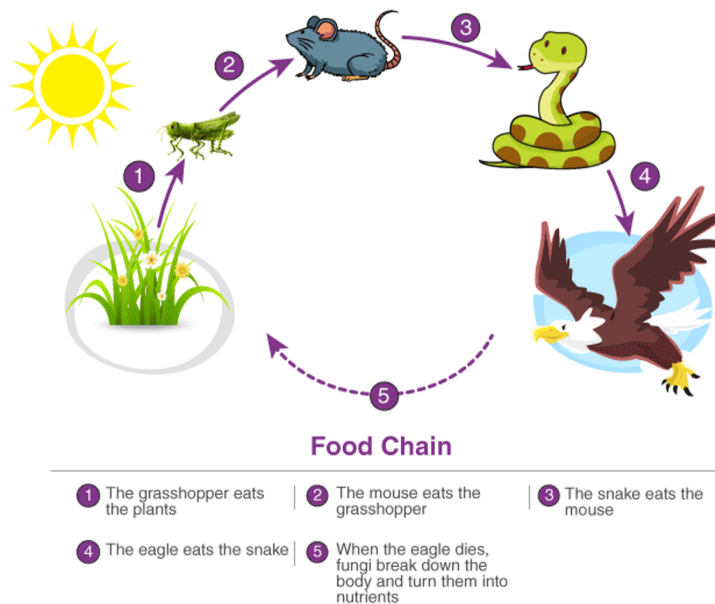 1
2
3
4
5
Food Chain
1 The grasshopper eats
the plants
2 The mouse eats the
grasshopper
3 The snake eats the
mouse
4 The eagle eats the snake
5 When the eagle dies,
fungi break down the
body and turn them into
nutrients